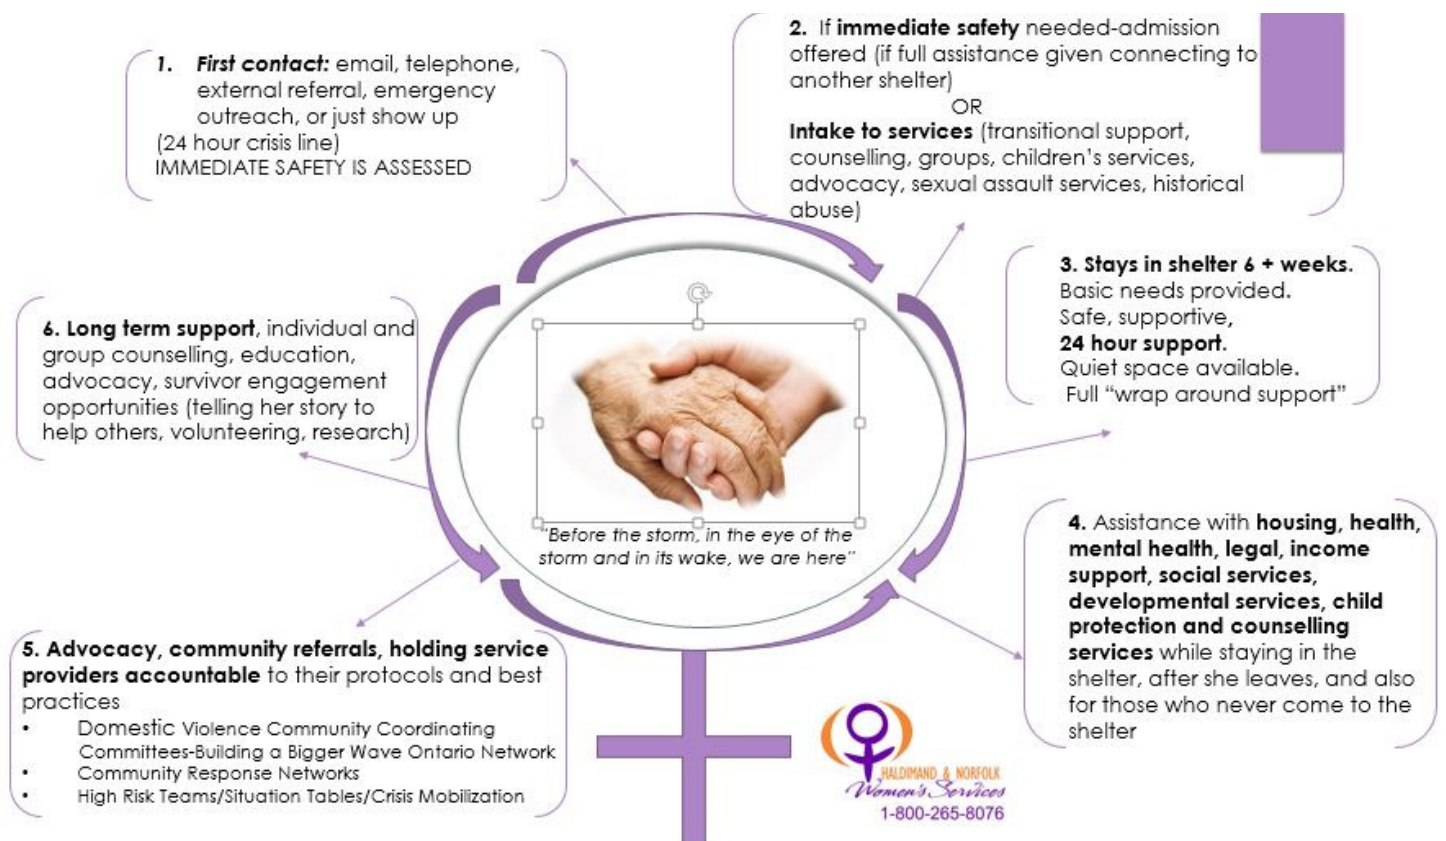 1. First contact: email, telephone,
external referral, emergency
outreach, or just show up
(24 hour crisis line)
IMMEDIATE SAFETY IS ASSESSED
2. If immediate safety needed-admission
offered (if full assistance given connecting to
another shelter)
OR
Intake to services (transitional support,
counselling, groups, children's services,
advocacy, sexual assault services, historical
abuse)
3. Stays in shelter 6 + weeks.
Basic needs provided.
Safe, supportive,
24 hour support.
Quiet space available.
Full "wrap around support"
4. Assistance with housing, health,
mental health, legal, income
support, social services,
developmental services, child
protection and counselling
services while staying in the
shelter, after she leaves, and also
for those who never come to the
shelter
5. Advocacy, community referrals, holding service
providers accountable to their protocols and best
practices
• Domestic Violence Community Coordinating
Committees-Building a Bigger Wave Ontario Network
• Community Response Networks
• High Risk Teams/Situation Tables/Crisis Mobilization
6. Long term support, individual and
group counselling, education,
advocacy, survivor engagement
opportunities (telling her story to
help others, volunteering, research)
"Before the storm, in the eye of the
storm and in its wake, we are here"
HALDIMAND & NORFOLK
Women's Services
1-800-265-8076